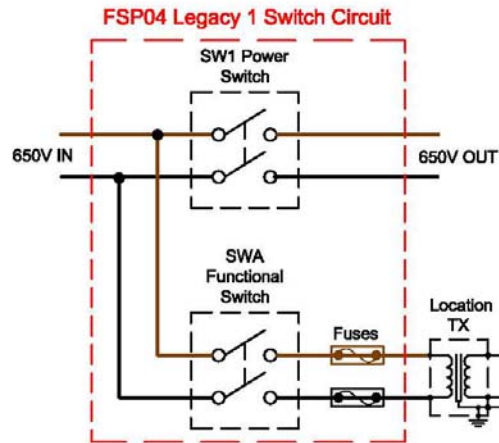 FSP04 Legacy 1 Switch Circuit
SW1 Power
Switch
650V IN
650V OUT
SWA
Functional
Switch
Fuses
Location
TX